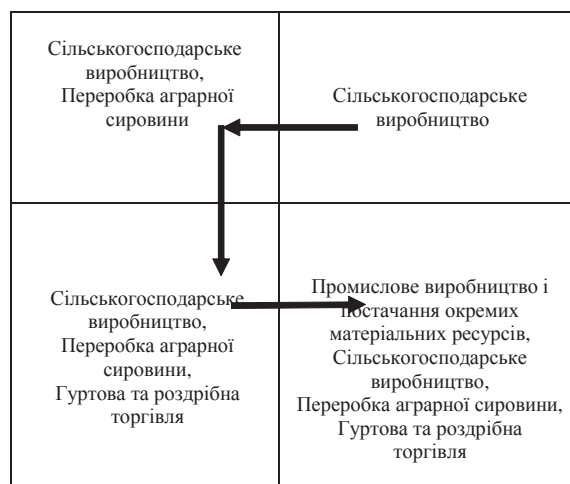 Сільськогосподарське
виробництво,
Переробка аграрної
сировини
Сільськогосподарське
виробництво
Сільськогосподарське
виробництво,
Переробка аграрної
сировини,
Гуртова та роздрібна
торгівля
Промислове виробництво і
постачання окремих
матеріальних ресурсів,
Сільськогосподарське
виробництво,
Переробка аграрної сировини,
Гуртова та роздрібна
торгівля